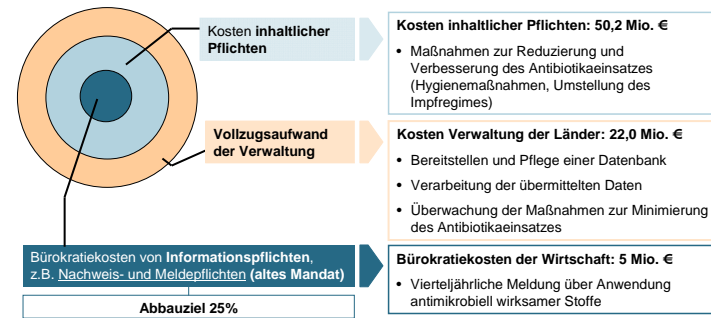 Kosten inhaltlicher
Pflichten
Kosten inhaltlicher Pflichten: 50,2 Mio. €
• Maßnahmen zur Reduzierung und
Verbesserung des Antibiotikaeinsatzes
(Hygienemaßnahmen, Umstellung des
Impfregimes)
Vollzugsaufwand
der Verwaltung
Kosten Verwaltung der Länder: 22,0 Mio. €
• Bereitstellen und Pflege einer Datenbank
• Verarbeitung der übermittelten Daten
• Überwachung der Maßnahmen zur Minimierung
des Antibiotikaeinsatzes
Bürokratiekosten von Informationspflichten,
z.B. Nachweis- und Meldepflichten (altes Mandat)
Abbauziel 25%
Bürokratiekosten der Wirtschaft: 5 Mio. €
• Vierteljährliche Meldung über Anwendung
antimikrobiell wirksamer Stoffe